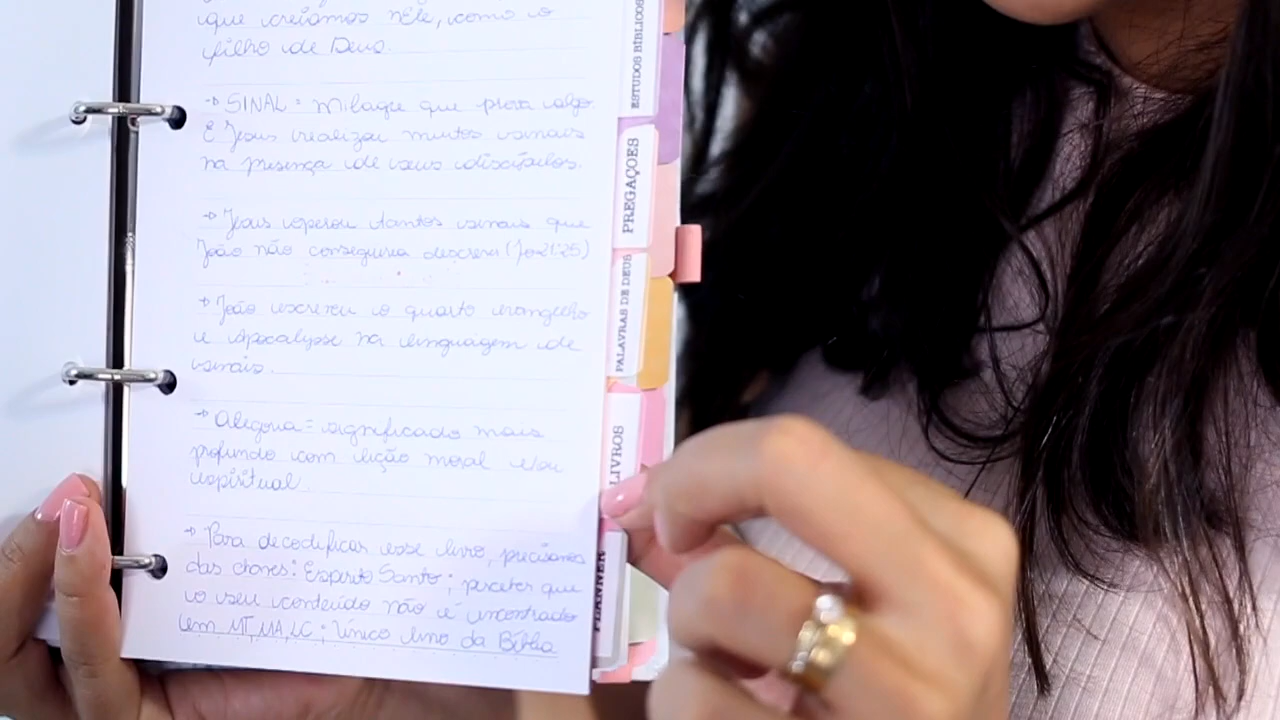 que creiamos nEle, como o
filho de Deus.
-> SINAL = Milagre que prova algo.
E Jesus realizou muitos sinais
na presença de seus discípulos.
-> Jesus operou tantos sinais que
João não conseguiria descrever (Jo 21:25)
-> João escreveu o quarto evangelho
e Apocalypse na linguagem de
sinais.
-> Alegoria = significado mais
profundo com lição moral e/ou
espiritual.
-> Para decodificar esse livro, precisamos
das chaves: Espírito Santo; perceber que
o seu conteúdo não é encontrado
em MT, MA, LC; Único livro da Bíblia
ESTUDOS BÍBLICOS
PREGAÇÕES
PALAVRAS DE DEUS
LIVROS
PLANNER